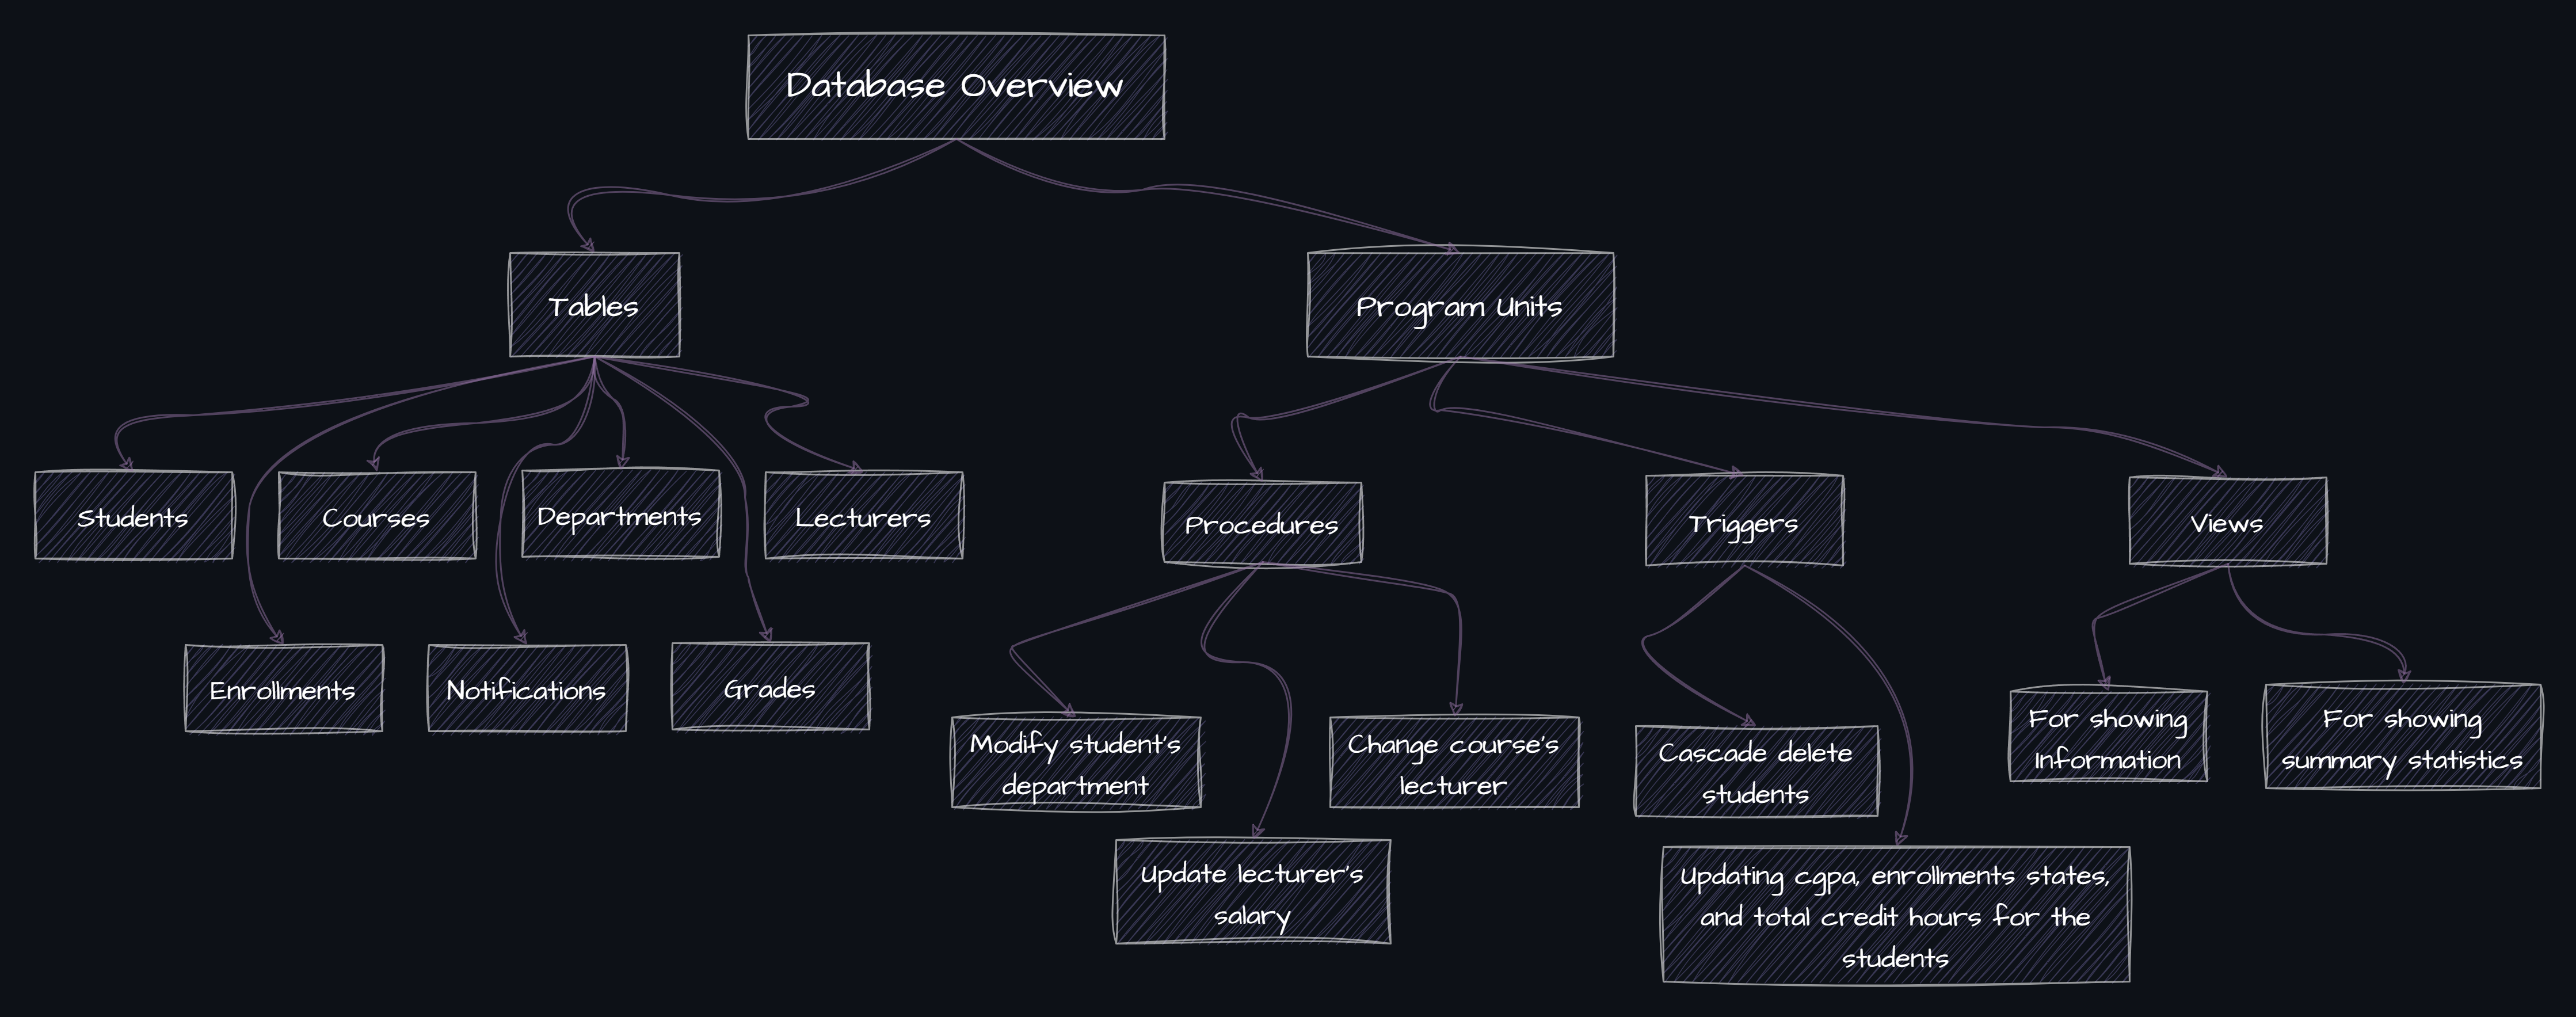 Database Overview
Tables
Program Units
Students
Courses
Departments
Lecturers
Procedures
Triggers
Views
Enrollments
Notifications
Grades
Modify student's
department
Change course's
lecturer
Cascade delete
students
For showing
Information
For showing
summary statistics
Update lecturer's
salary
Updating cgpa, enrollments states,
and total credit hours for the
students